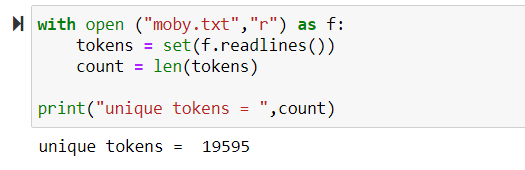 with open ("moby.txt","r") as f:
    tokens = set(f.readlines())
    count = len(tokens)

print("unique tokens = ",count)
unique tokens =  19595